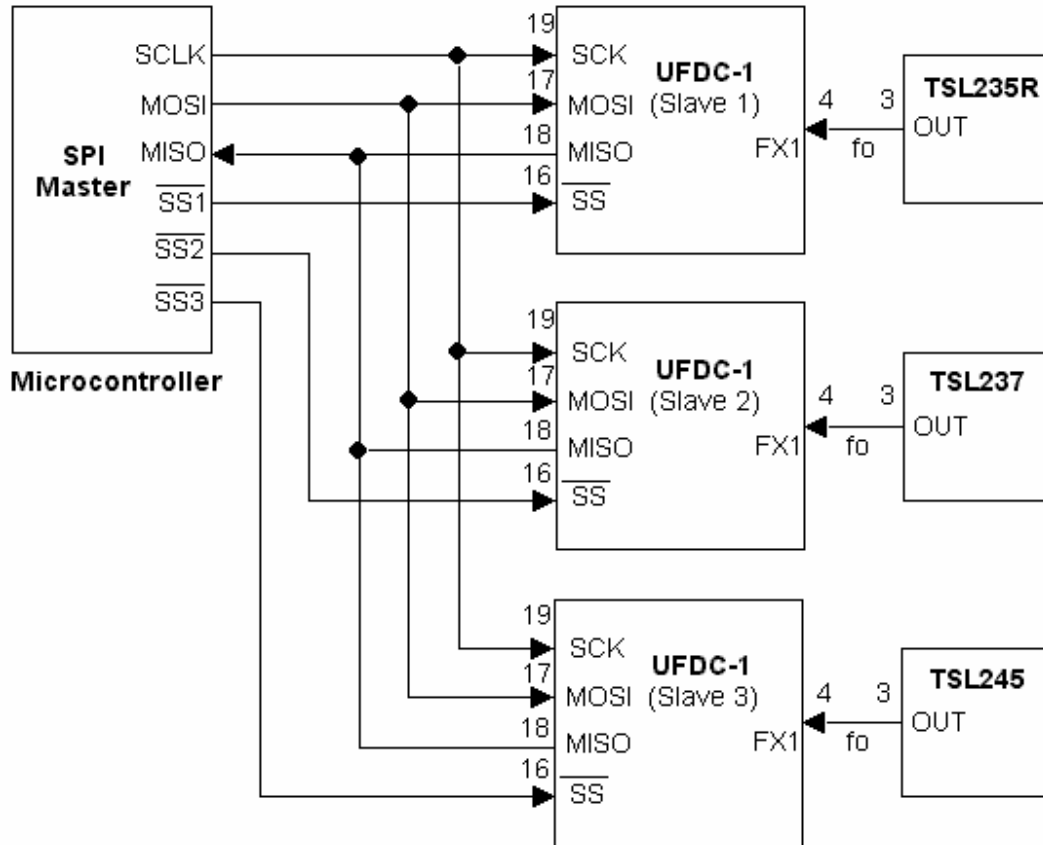 SPI
Master
SCLK
MOSI
MISO
SS1
SS2
SS3
Microcontroller
19
17
18
16
SCK
MOSI
MISO
SS
UFDC-1
(Slave 1)
FX1
4
3
fo
TSL235R
OUT
19
17
18
16
SCK
MOSI
MISO
SS
UFDC-1
(Slave 2)
FX1
4
3
fo
TSL237
OUT
19
17
18
16
SCK
MOSI
MISO
SS
UFDC-1
(Slave 3)
FX1
4
3
fo
TSL245
OUT